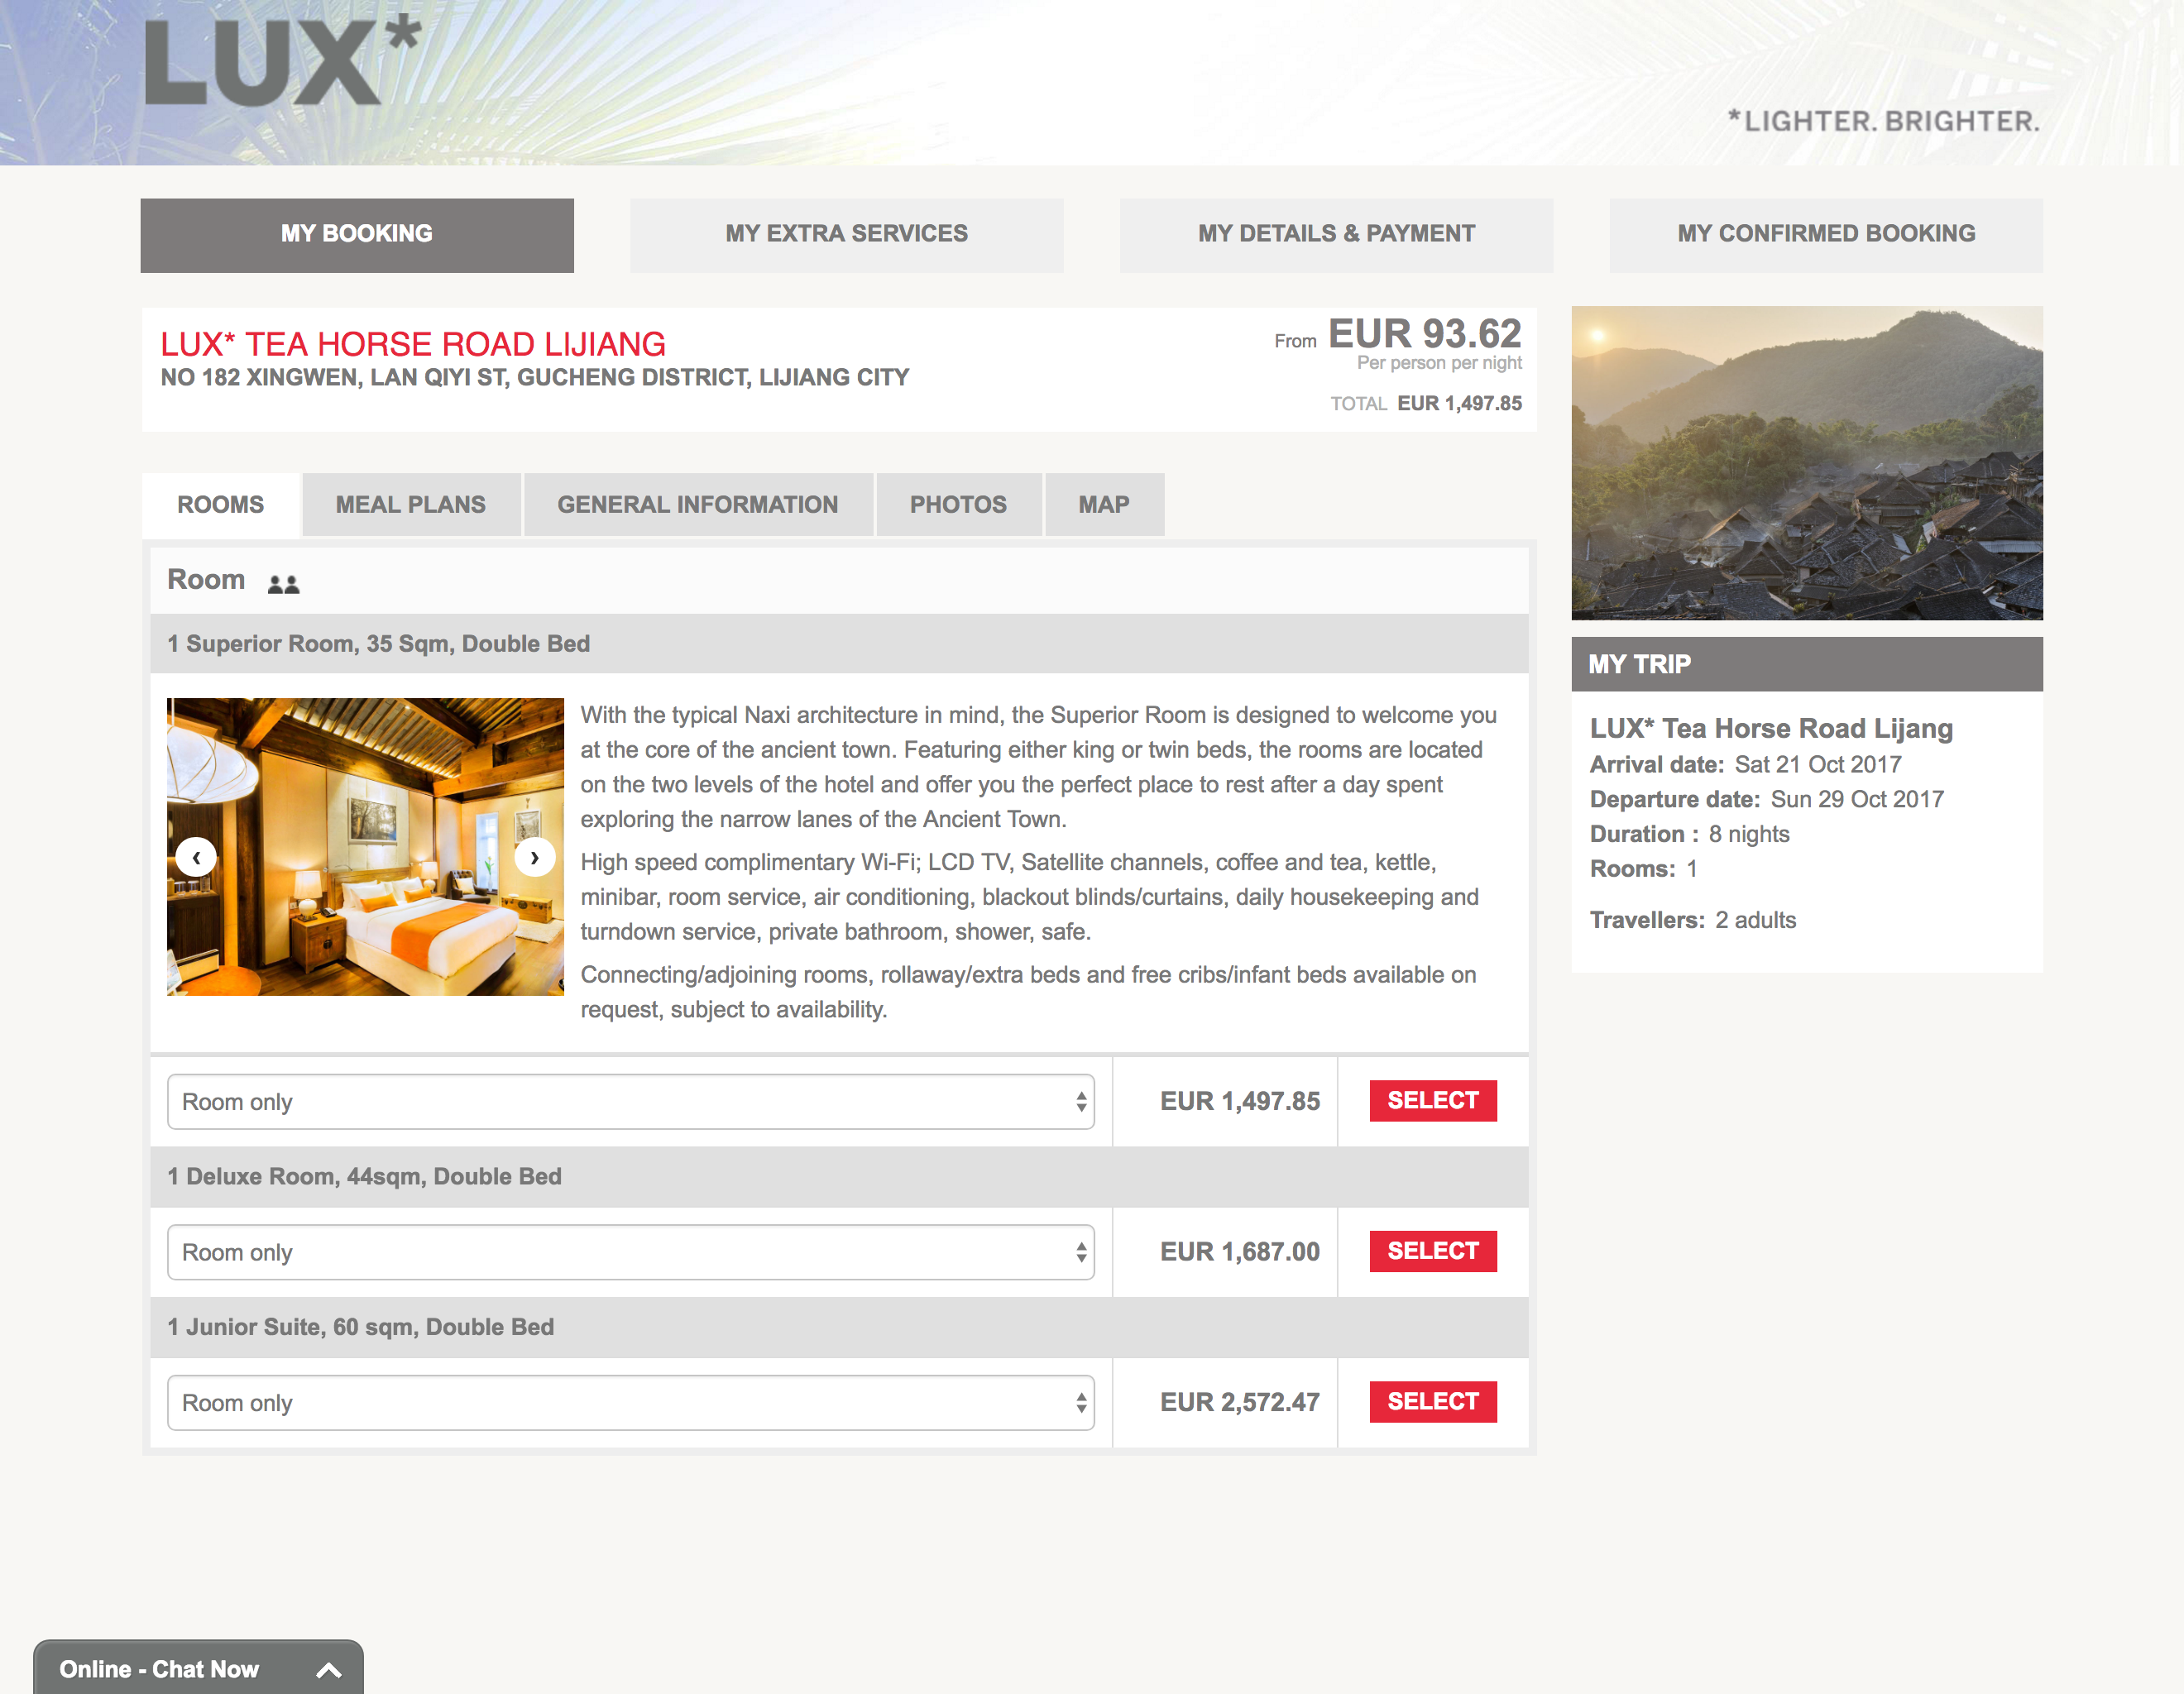 LUX*
*LIGHTER. BRIGHTER.
MY BOOKING
MY EXTRA SERVICES
MY DETAILS & PAYMENT
MY CONFIRMED BOOKING
LUX* TEA HORSE ROAD LIJIANG
NO 182 XINGWEN, LAN QIYI ST, GUCHENG DISTRICT, LIJIANG CITY
From EUR 93.62
Per person per night
TOTAL EUR 1,497.85
ROOMS
MEAL PLANS
GENERAL INFORMATION
PHOTOS
MAP
Room
1 Superior Room, 35 Sqm, Double Bed
With the typical Naxi architecture in mind, the Superior Room is designed to welcome you
at the core of the ancient town. Featuring either king or twin beds, the rooms are located
on the two levels of the hotel and offer you the perfect place to rest after a day spent
exploring the narrow lanes of the Ancient Town.
High speed complimentary Wi-Fi; LCD TV, Satellite channels, coffee and tea, kettle,
minibar, room service, air conditioning, blackout blinds/curtains, daily housekeeping and
turndown service, private bathroom, shower, safe.
Connecting/adjoining rooms, rollaway/extra beds and free cribs/infant beds available on
request, subject to availability.
Room only
EUR 1,497.85
SELECT
1 Deluxe Room, 44sqm, Double Bed
Room only
EUR 1,687.00
SELECT
1 Junior Suite, 60 sqm, Double Bed
Room only
EUR 2,572.47
SELECT
MY TRIP
LUX* Tea Horse Road Lijang
Arrival date: Sat 21 Oct 2017
Departure date: Sun 29 Oct 2017
Duration : 8 nights
Rooms: 1
Travellers: 2 adults
Online - Chat Now